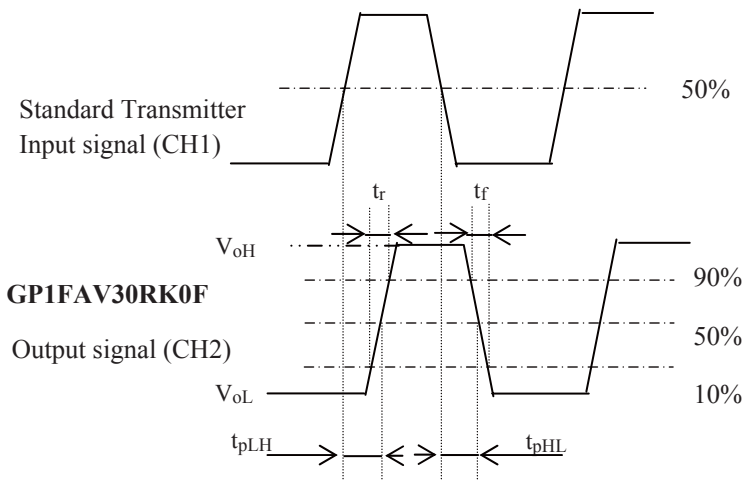 50%
Standard Transmitter
Input signal (CH1)
tr tf
VoH
90%
GP1FAV30RK0F
50%
Output signal (CH2)
VoL 10%
tpLH tpHL